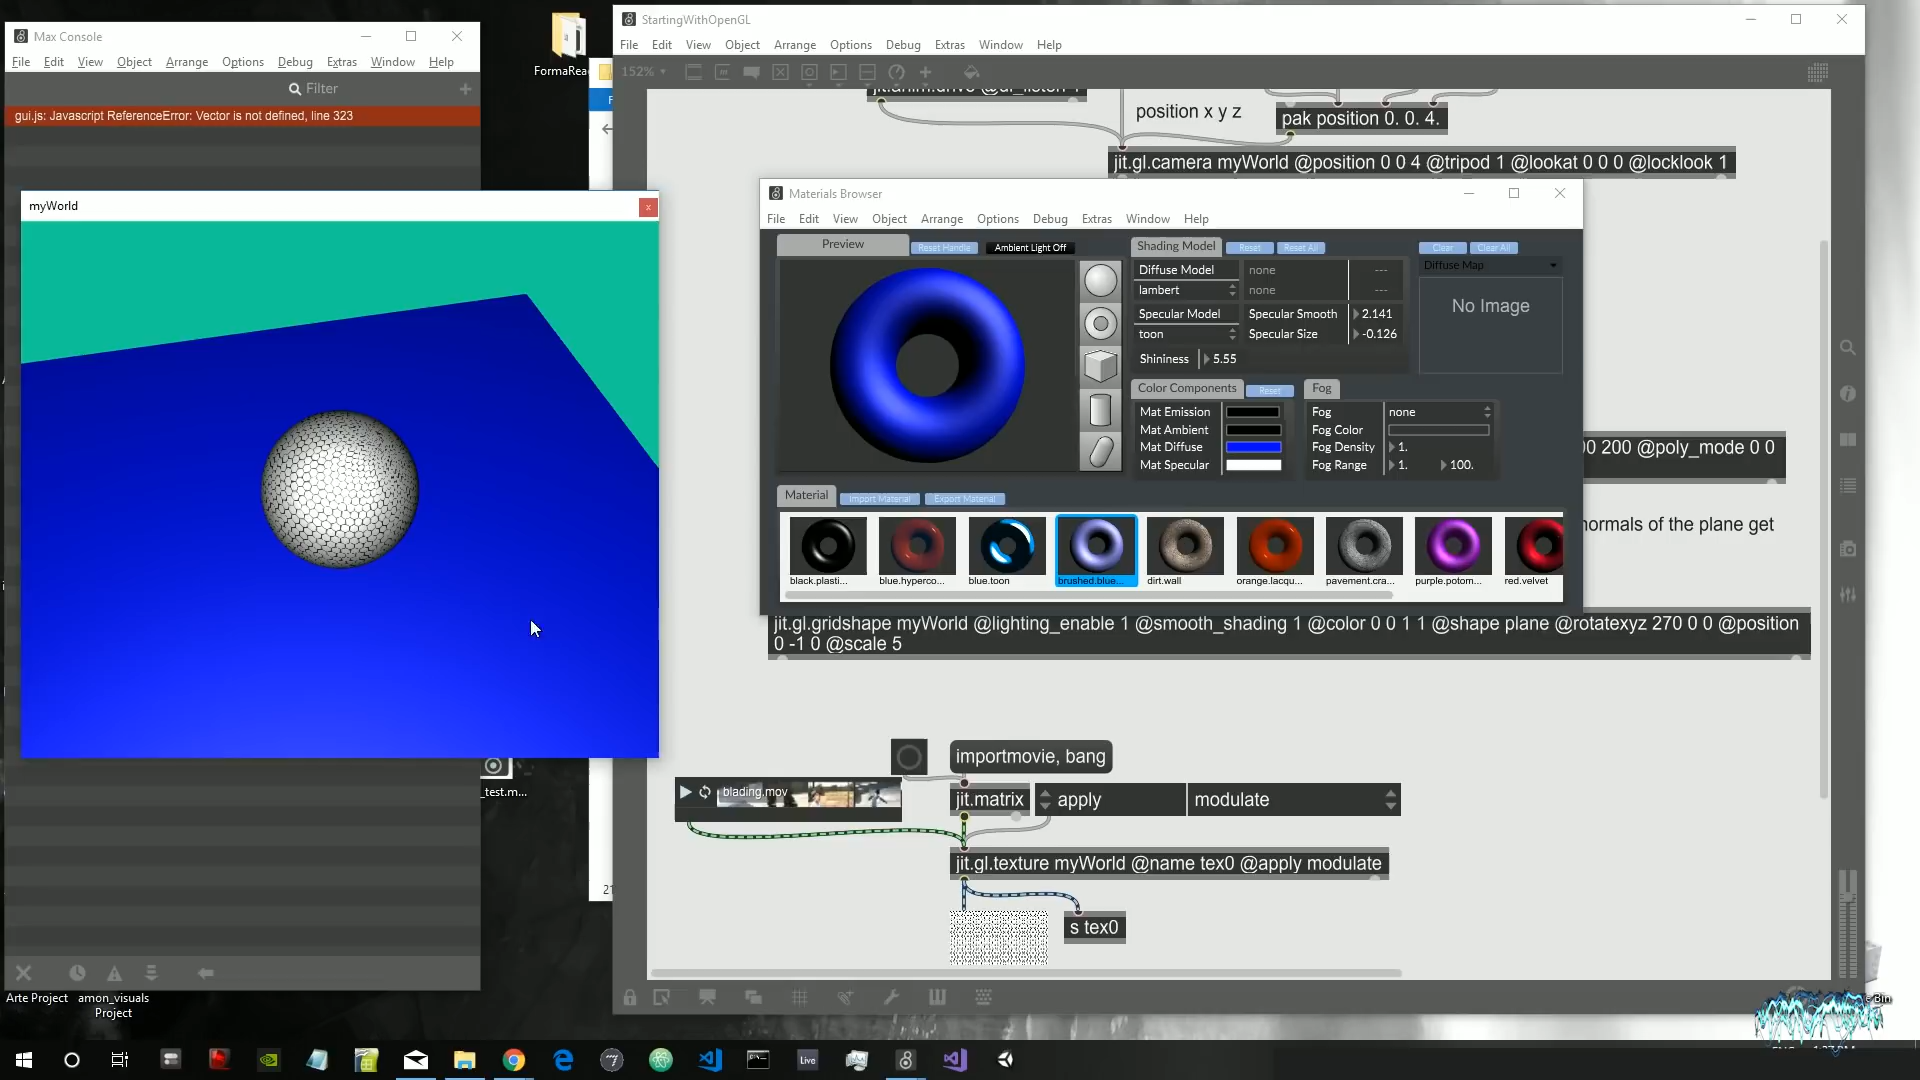 Max Console
File Edit View Object Arrange Options Debug Extras Window Help
Filter
gui.js: Javascript ReferenceError: Vector is not defined, line 323
myWorld
StartingWithOpenGL
File Edit View Object Arrange Options Debug Extras Window Help
152%
position x y z
pak position 0. 0. 4.
jit.gl.camera myWorld @position 0 0 4 @tripod 1 @lookat 0 0 0 @locklook 1
Materials Browser
File Edit View Object Arrange Options Debug Extras Window Help
Preview
Reset Handle
Ambient Light Off
Shading Model
Reset
Reset All
Clear
Clear All
Diffuse Model none ---
lambert none ---
Specular Model Specular Smooth 2.141
toon Specular Size -0.126
Shininess 5.55
Diffuse Map
No Image
Color Components
Reset
Fog
Mat Emission
Mat Ambient
Mat Diffuse
Mat Specular
Fog none
Fog Color
Fog Density 1.
Fog Range 1. 100.
Material
Import Material
Export Material
black.plasti...
blue.hyperco...
blue.toon
brushed.blue...
dirt.wall
orange.lacqu...
pavement.cra...
purple.potom...
red.velvet
00 200 @poly_mode 0 0
normals of the plane get
jit.gl.gridshape myWorld @lighting_enable 1 @smooth_shading 1 @color 0 0 1 1 @shape plane @rotatexyz 270 0 0 @position
0 -1 0 @scale 5
importmovie, bang
blading.mov
jit.matrix
apply
modulate
jit.gl.texture myWorld @name tex0 @apply modulate
s tex0
FormaRea
_test.m...
21
Arte Project
amon_visuals
Project
Live